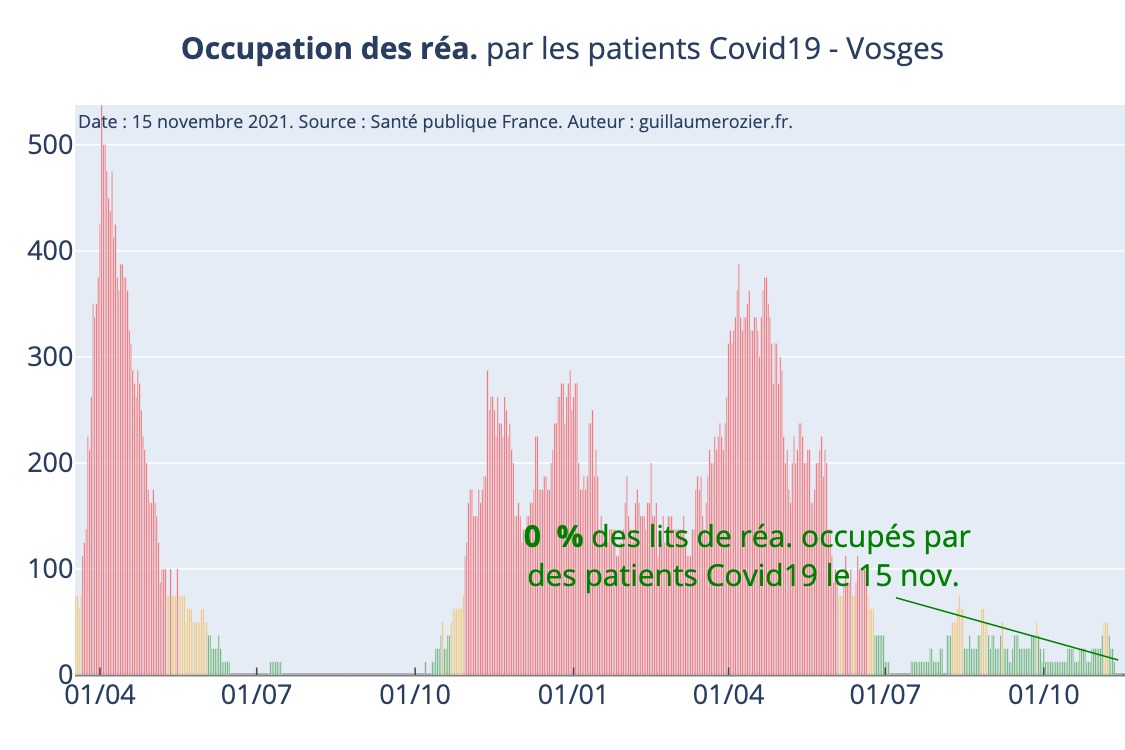 Occupation des réa. par les patients Covid19 - Vosges
Date : 15 novembre 2021. Source : Santé publique France. Auteur : guillaumerozier.fr.
500
400
300
200
100
0
0 % des lits de réa. occupés par
des patients Covid19 le 15 nov.
01/04 01/07 01/10 01/01 01/04 01/07 01/10